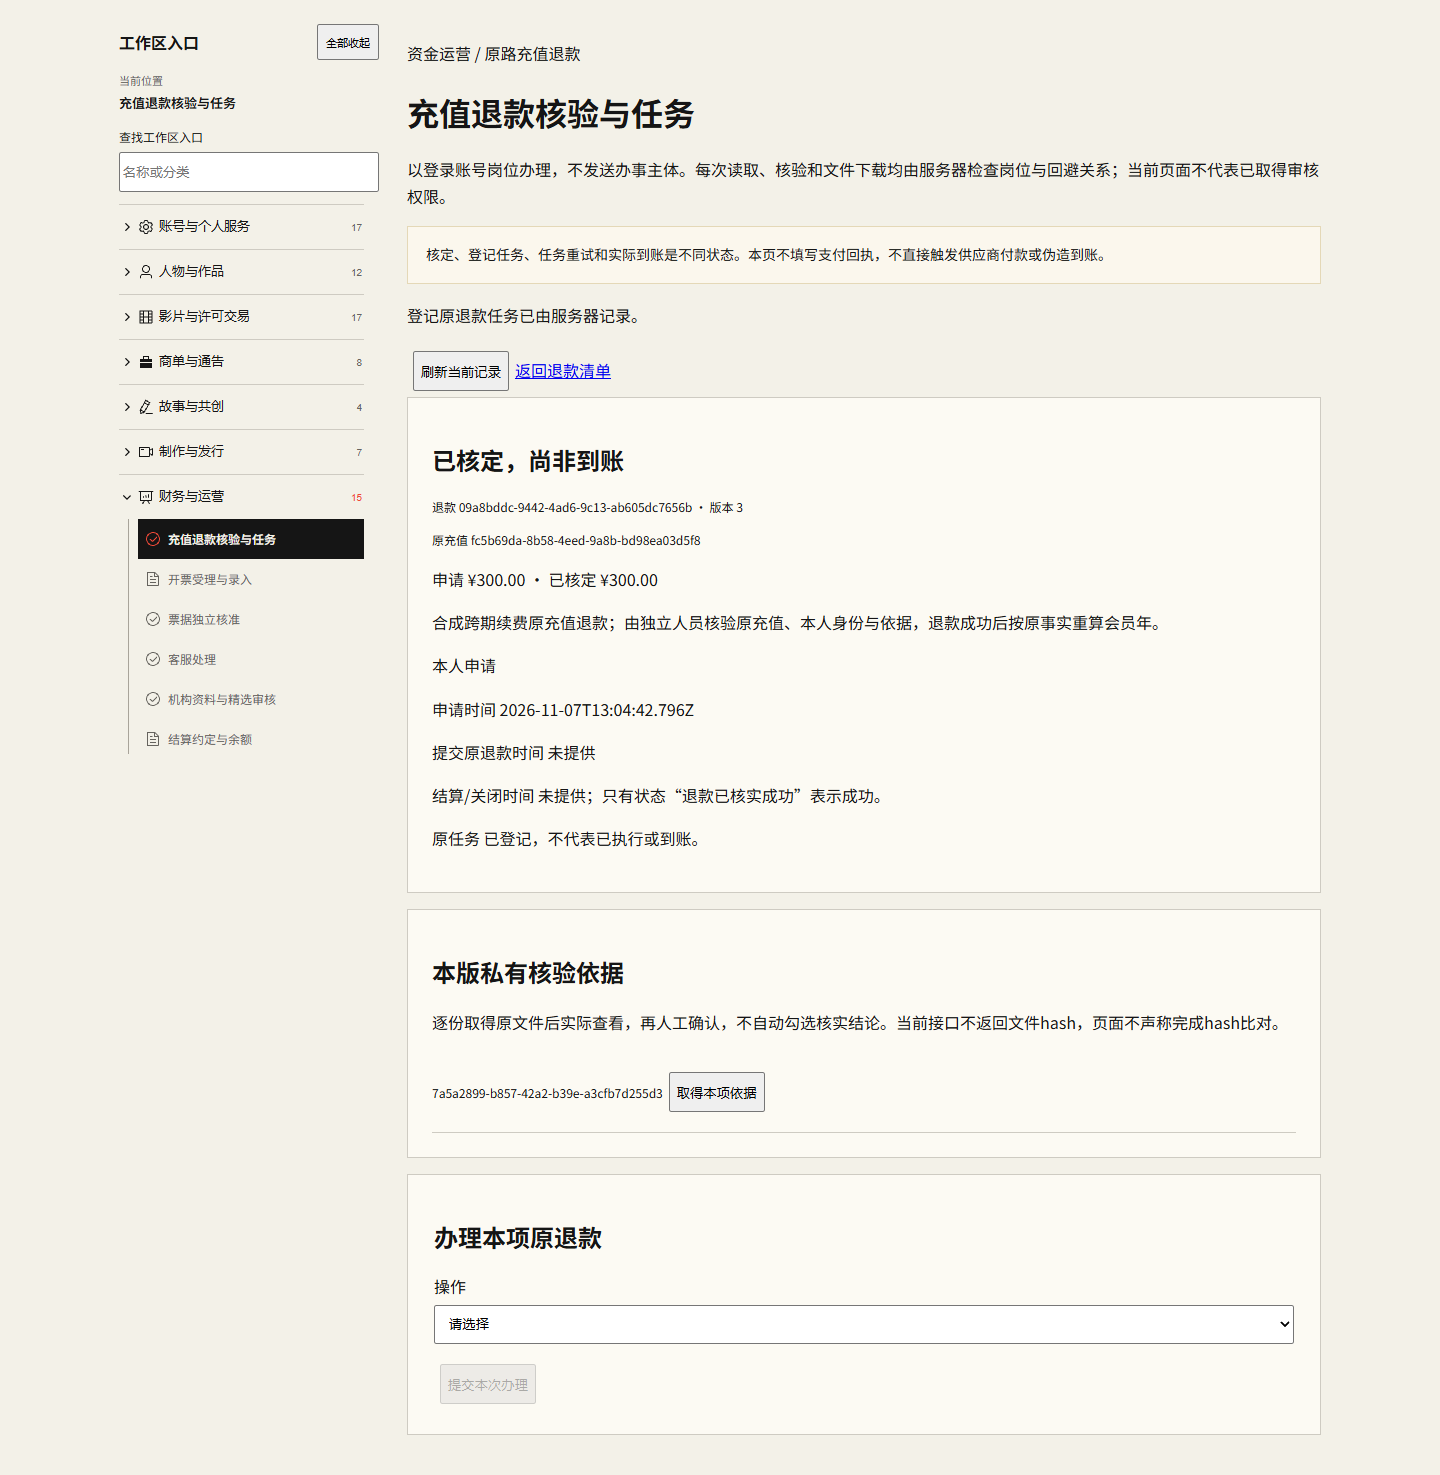 工作区入口
全部收起
当前位置
充值退款核验与任务
查找工作区入口
名称或分类
账号与个人服务 17
人物与作品 12
影片与许可交易 17
商单与通告 8
故事与共创 4
制作与发行 7
财务与运营 15
充值退款核验与任务
开票受理与录入
票据独立核准
客服处理
机构资料与精选审核
结算约定与余额
资金运营 / 原路充值退款
充值退款核验与任务
以登录账号岗位办理，不发送办事主体。每次读取、核验和文件下载均由服务器检查岗位与回避关系；当前页面不代表已取得审核
权限。
核定、登记任务、任务重试和实际到账是不同状态。本页不填写支付回执，不直接触发供应商付款或伪造到账。
登记原退款任务已由服务器记录。
刷新当前记录 返回退款清单
已核定，尚非到账
退款 09a8bddc-9442-4ad6-9c13-ab605dc7656b · 版本 3
原充值 fc5b69da-8b58-4eed-9a8b-bd98ea03d5f8
申请 ¥300.00 · 已核定 ¥300.00
合成跨期续费原充值退款；由独立人员核验原充值、本人身份与依据，退款成功后按原事实重算会员年。
本人申请
申请时间 2026-11-07T13:04:42.796Z
提交原退款时间 未提供
结算/关闭时间 未提供；只有状态“退款已核实成功”表示成功。
原任务 已登记，不代表已执行或到账。
本版私有核验依据
逐份取得原文件后实际查看，再人工确认，不自动勾选核实结论。当前接口不返回文件hash，页面不声称完成hash比对。
7a5a2899-b857-42a2-b39e-a3cfb7d255d3 取得本项依据
办理本项原退款
操作
请选择
提交本次办理